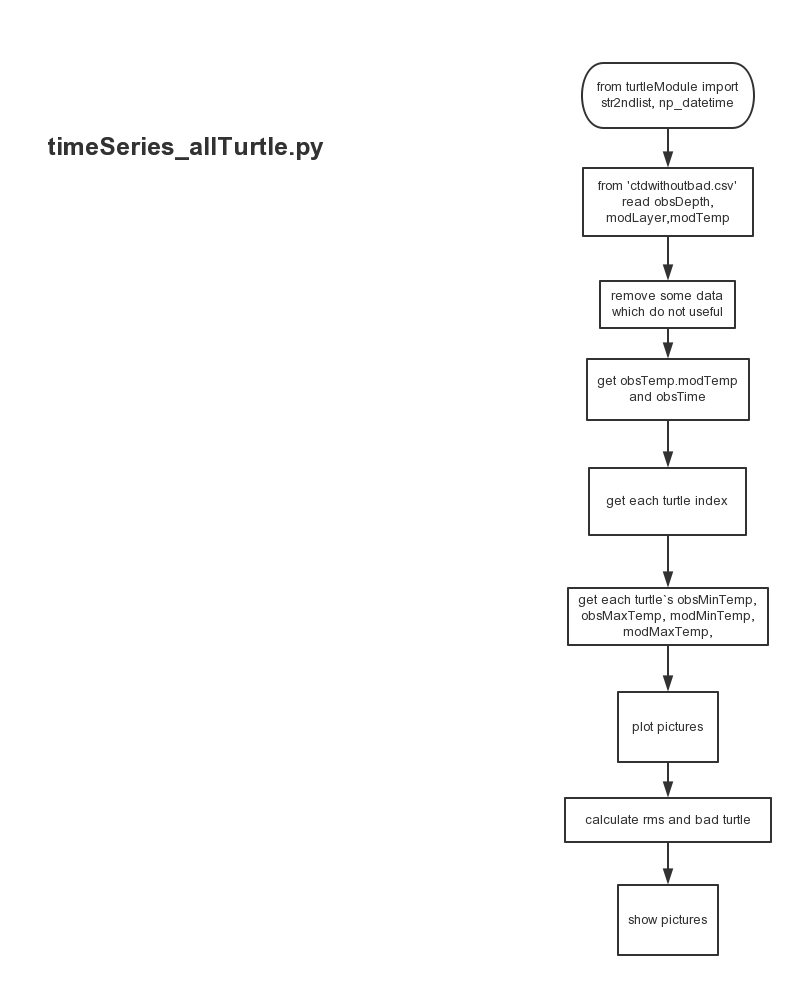 timeSeries_allTurtle.py
from turtleModule import
str2ndlist, np_datetime
from 'ctdwithoutbad.csv'
read obsDepth,
modLayer,modTemp
remove some data
which do not useful
get obsTemp.modTemp
and obsTime
get each turtle index
get each turtle`s obsMinTemp,
obsMaxTemp, modMinTemp,
modMaxTemp,
plot pictures
calculate rms and bad turtle
show pictures